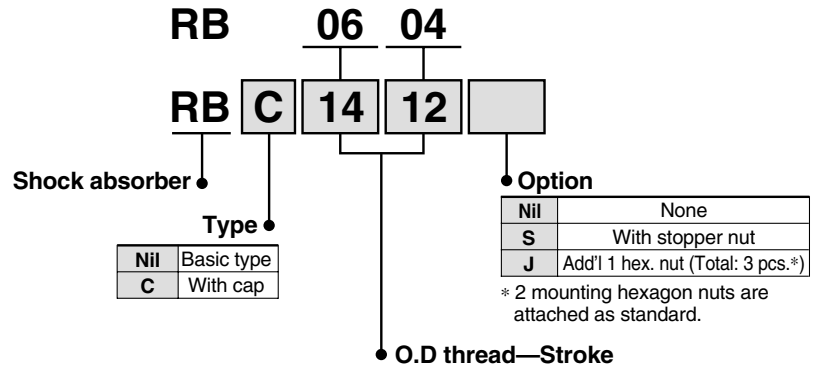 RB 06 04
RB C 14 12
Shock absorber
Option
Nil None
S With stopper nut
J Add'l 1 hex. nut (Total: 3 pcs.*)
* 2 mounting hexagon nuts are
attached as standard.
Type
Nil Basic type
C With cap
O.D thread—Stroke